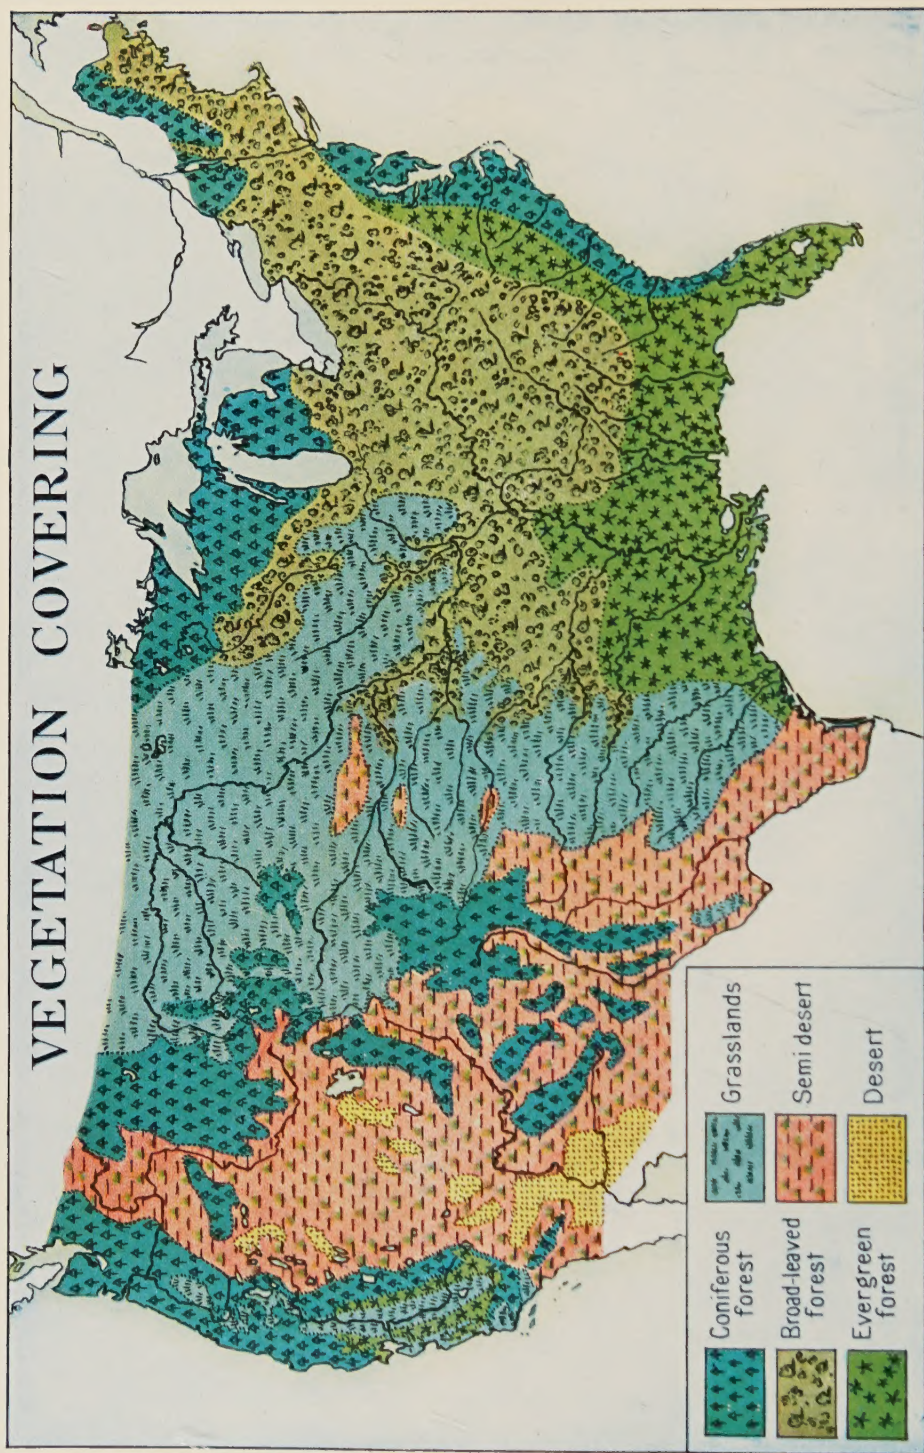 VEGETATION COVERING
Coniferous
forest
Broad-leaved
forest
Evergreen
forest
Grasslands
Semi desert
Desert